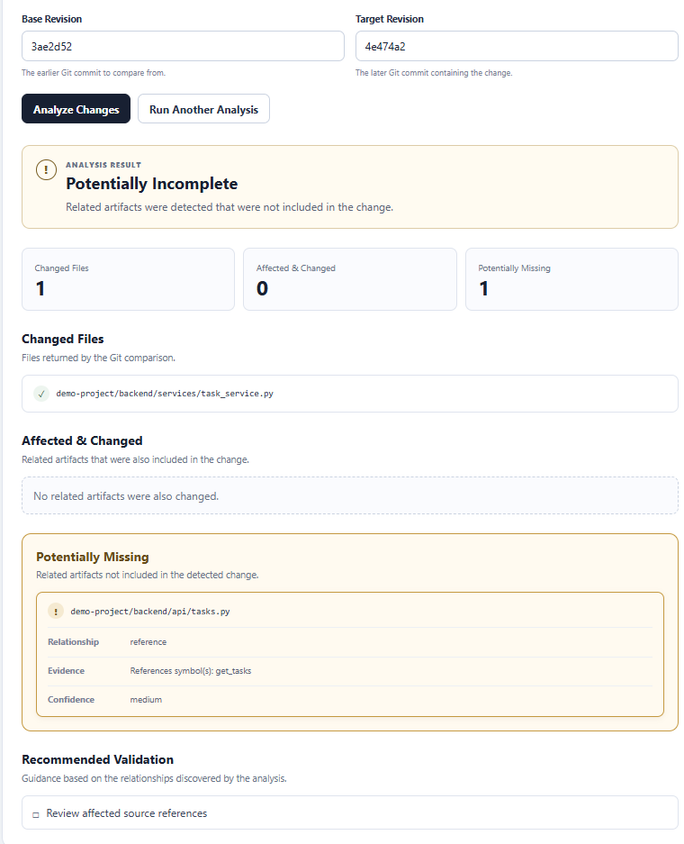 Base Revision
Target Revision
3ae2d52
4e474a2
The earlier Git commit to compare from.
The later Git commit containing the change.
Analyze Changes
Run Another Analysis
!
ANALYSIS RESULT
Potentially Incomplete
Related artifacts were detected that were not included in the change.
Changed Files
1
Affected & Changed
0
Potentially Missing
1
Changed Files
Files returned by the Git comparison.
✓ demo-project/backend/services/task_service.py
Affected & Changed
Related artifacts that were also included in the change.
No related artifacts were also changed.
Potentially Missing
Related artifacts not included in the detected change.
! demo-project/backend/api/tasks.py
Relationship reference
Evidence References symbol(s): get_tasks
Confidence medium
Recommended Validation
Guidance based on the relationships discovered by the analysis.
□ Review affected source references